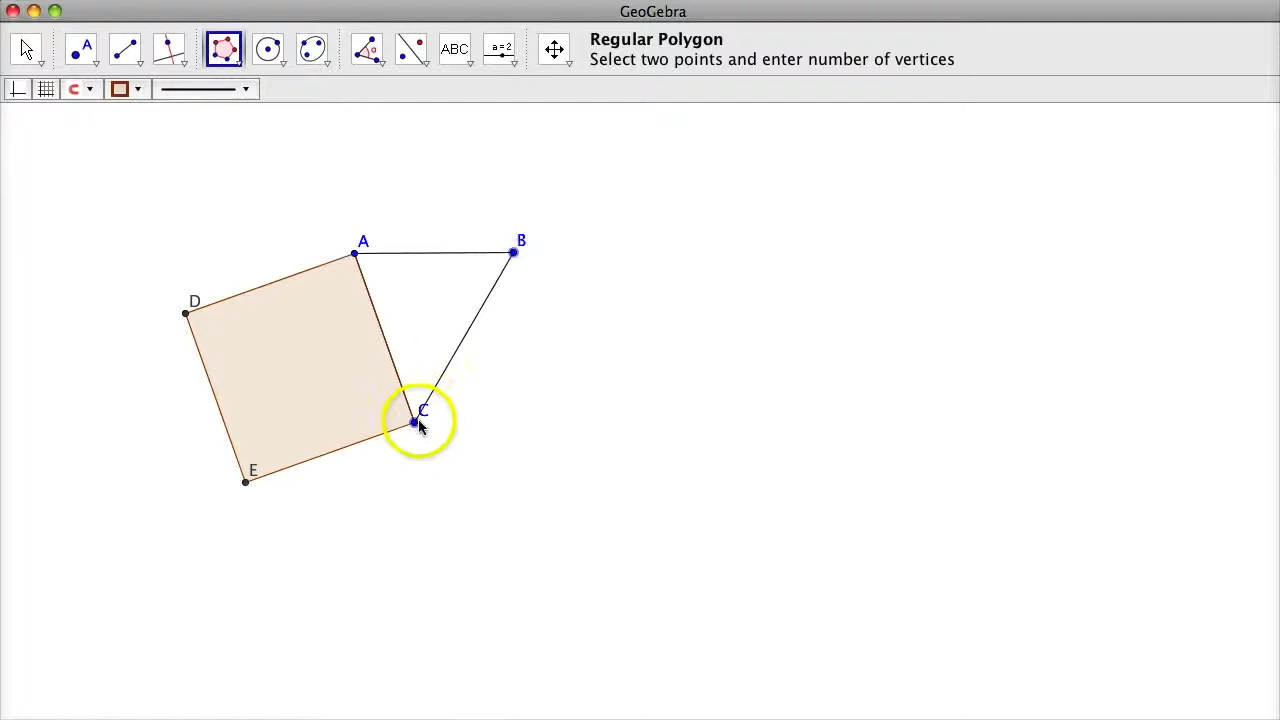 GeoGebra
A
ABC
a=2
Regular Polygon
Select two points and enter number of vertices
A
B
D
C
E